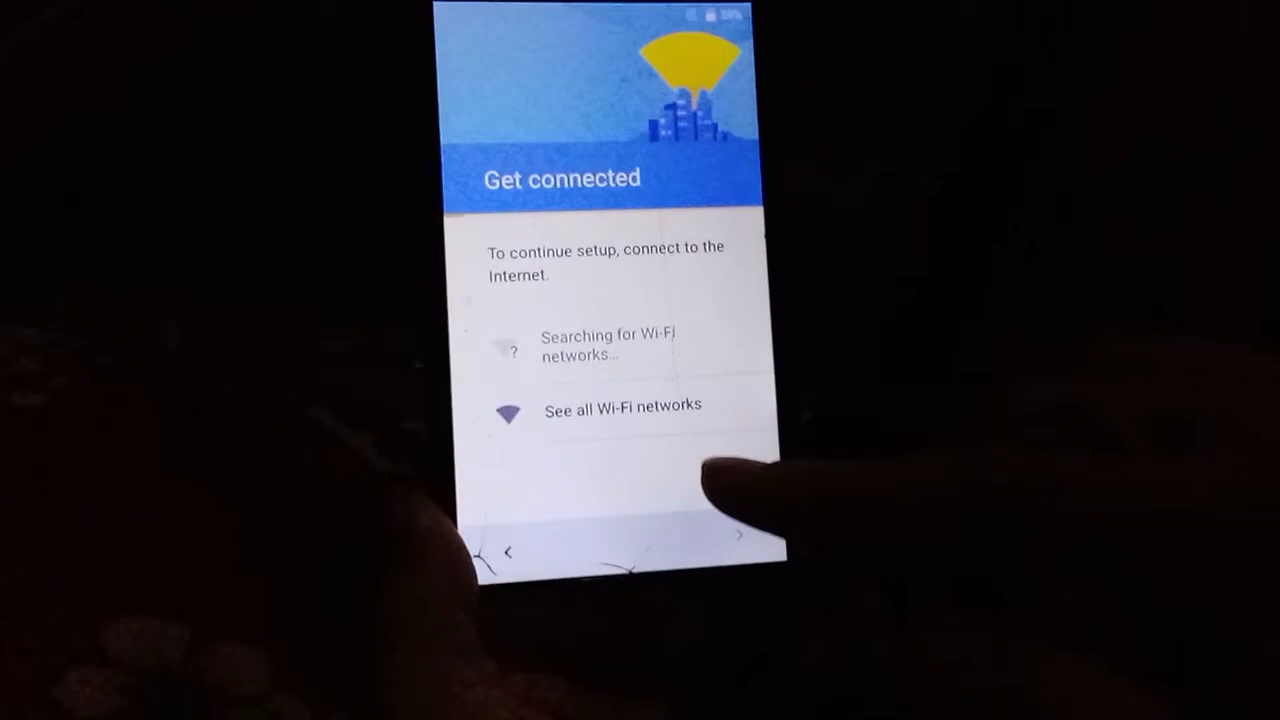 Get connected
To continue setup, connect to the
Internet.
Searching for Wi-Fi
networks...
?
See all Wi-Fi networks